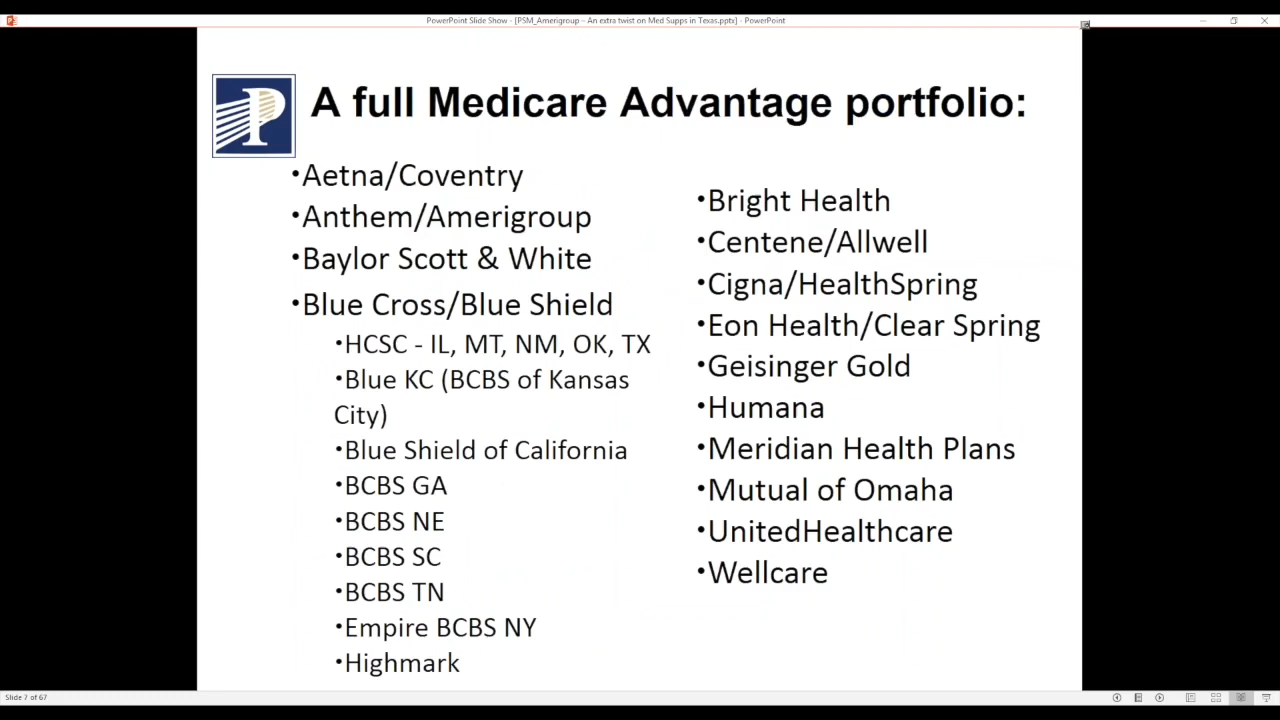 PowerPoint Slide Show - [PSM_Amerigroup – An extra twist on Med Supps in Texas.pptx] - PowerPoint
P
A full Medicare Advantage portfolio:
•Aetna/Coventry
•Anthem/Amerigroup
•Baylor Scott & White
•Blue Cross/Blue Shield
•HCSC - IL, MT, NM, OK, TX
•Blue KC (BCBS of Kansas
City)
•Blue Shield of California
•BCBS GA
•BCBS NE
•BCBS SC
•BCBS TN
•Empire BCBS NY
•Highmark
•Bright Health
•Centene/Allwell
•Cigna/HealthSpring
•Eon Health/Clear Spring
•Geisinger Gold
•Humana
•Meridian Health Plans
•Mutual of Omaha
•UnitedHealthcare
•Wellcare
Slide 7 of 67